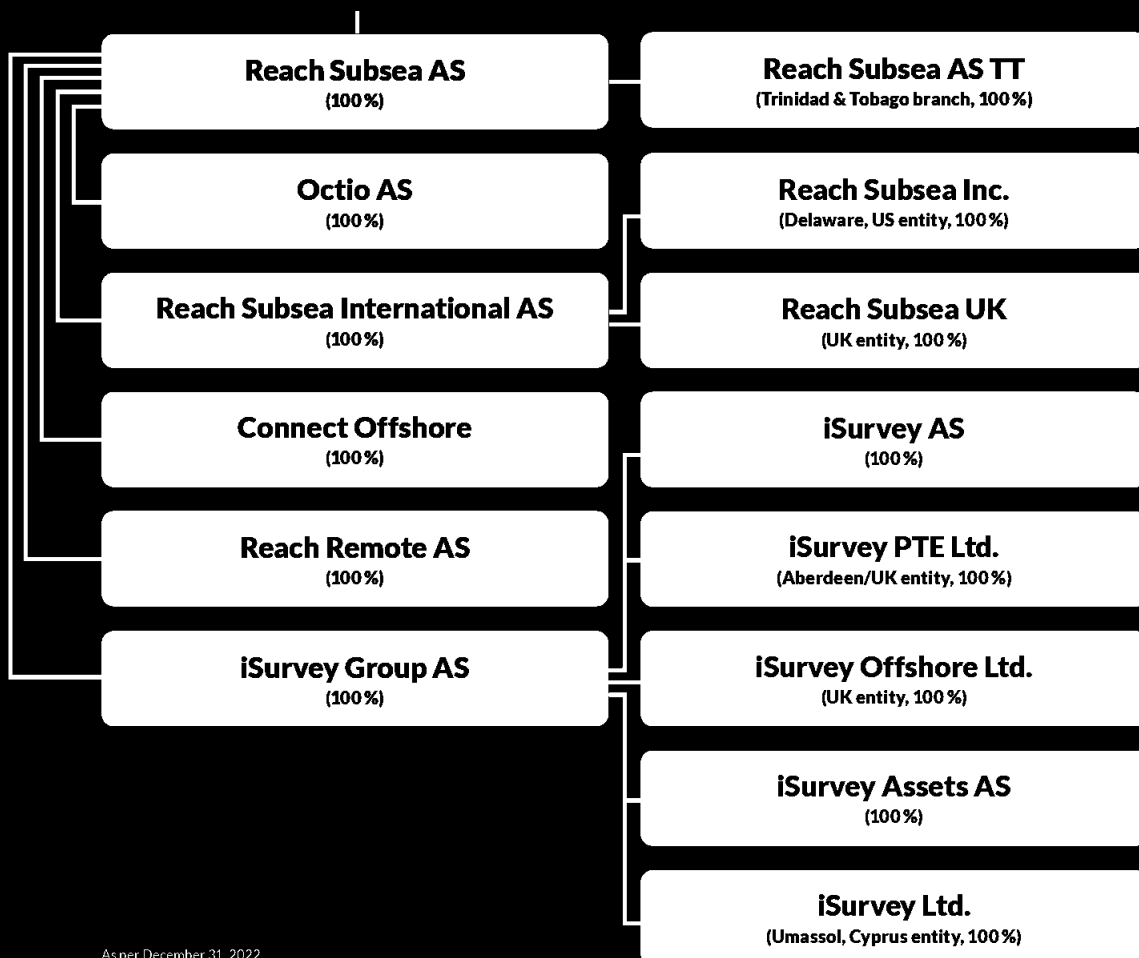 Reach Subsea AS
(100%)
Octio AS
(100%)
Reach Subsea International AS
(100%)
Connect Offshore
(100%)
Reach Remote AS
(100%)
iSurvey Group AS
(100%)
Reach Subsea AS TT
(Trinidad & Tobago branch, 100%)
Reach Subsea Inc.
(Delaware, US entity, 100%)
Reach Subsea UK
(UK entity, 100%)
iSurvey AS
(100%)
iSurvey PTE Ltd.
(Aberdeen/UK entity, 100%)
iSurvey Offshore Ltd.
(UK entity, 100%)
iSurvey Assets AS
(100%)
iSurvey Ltd.
(Umassol, Cyprus entity, 100%)
As per December 31, 2022